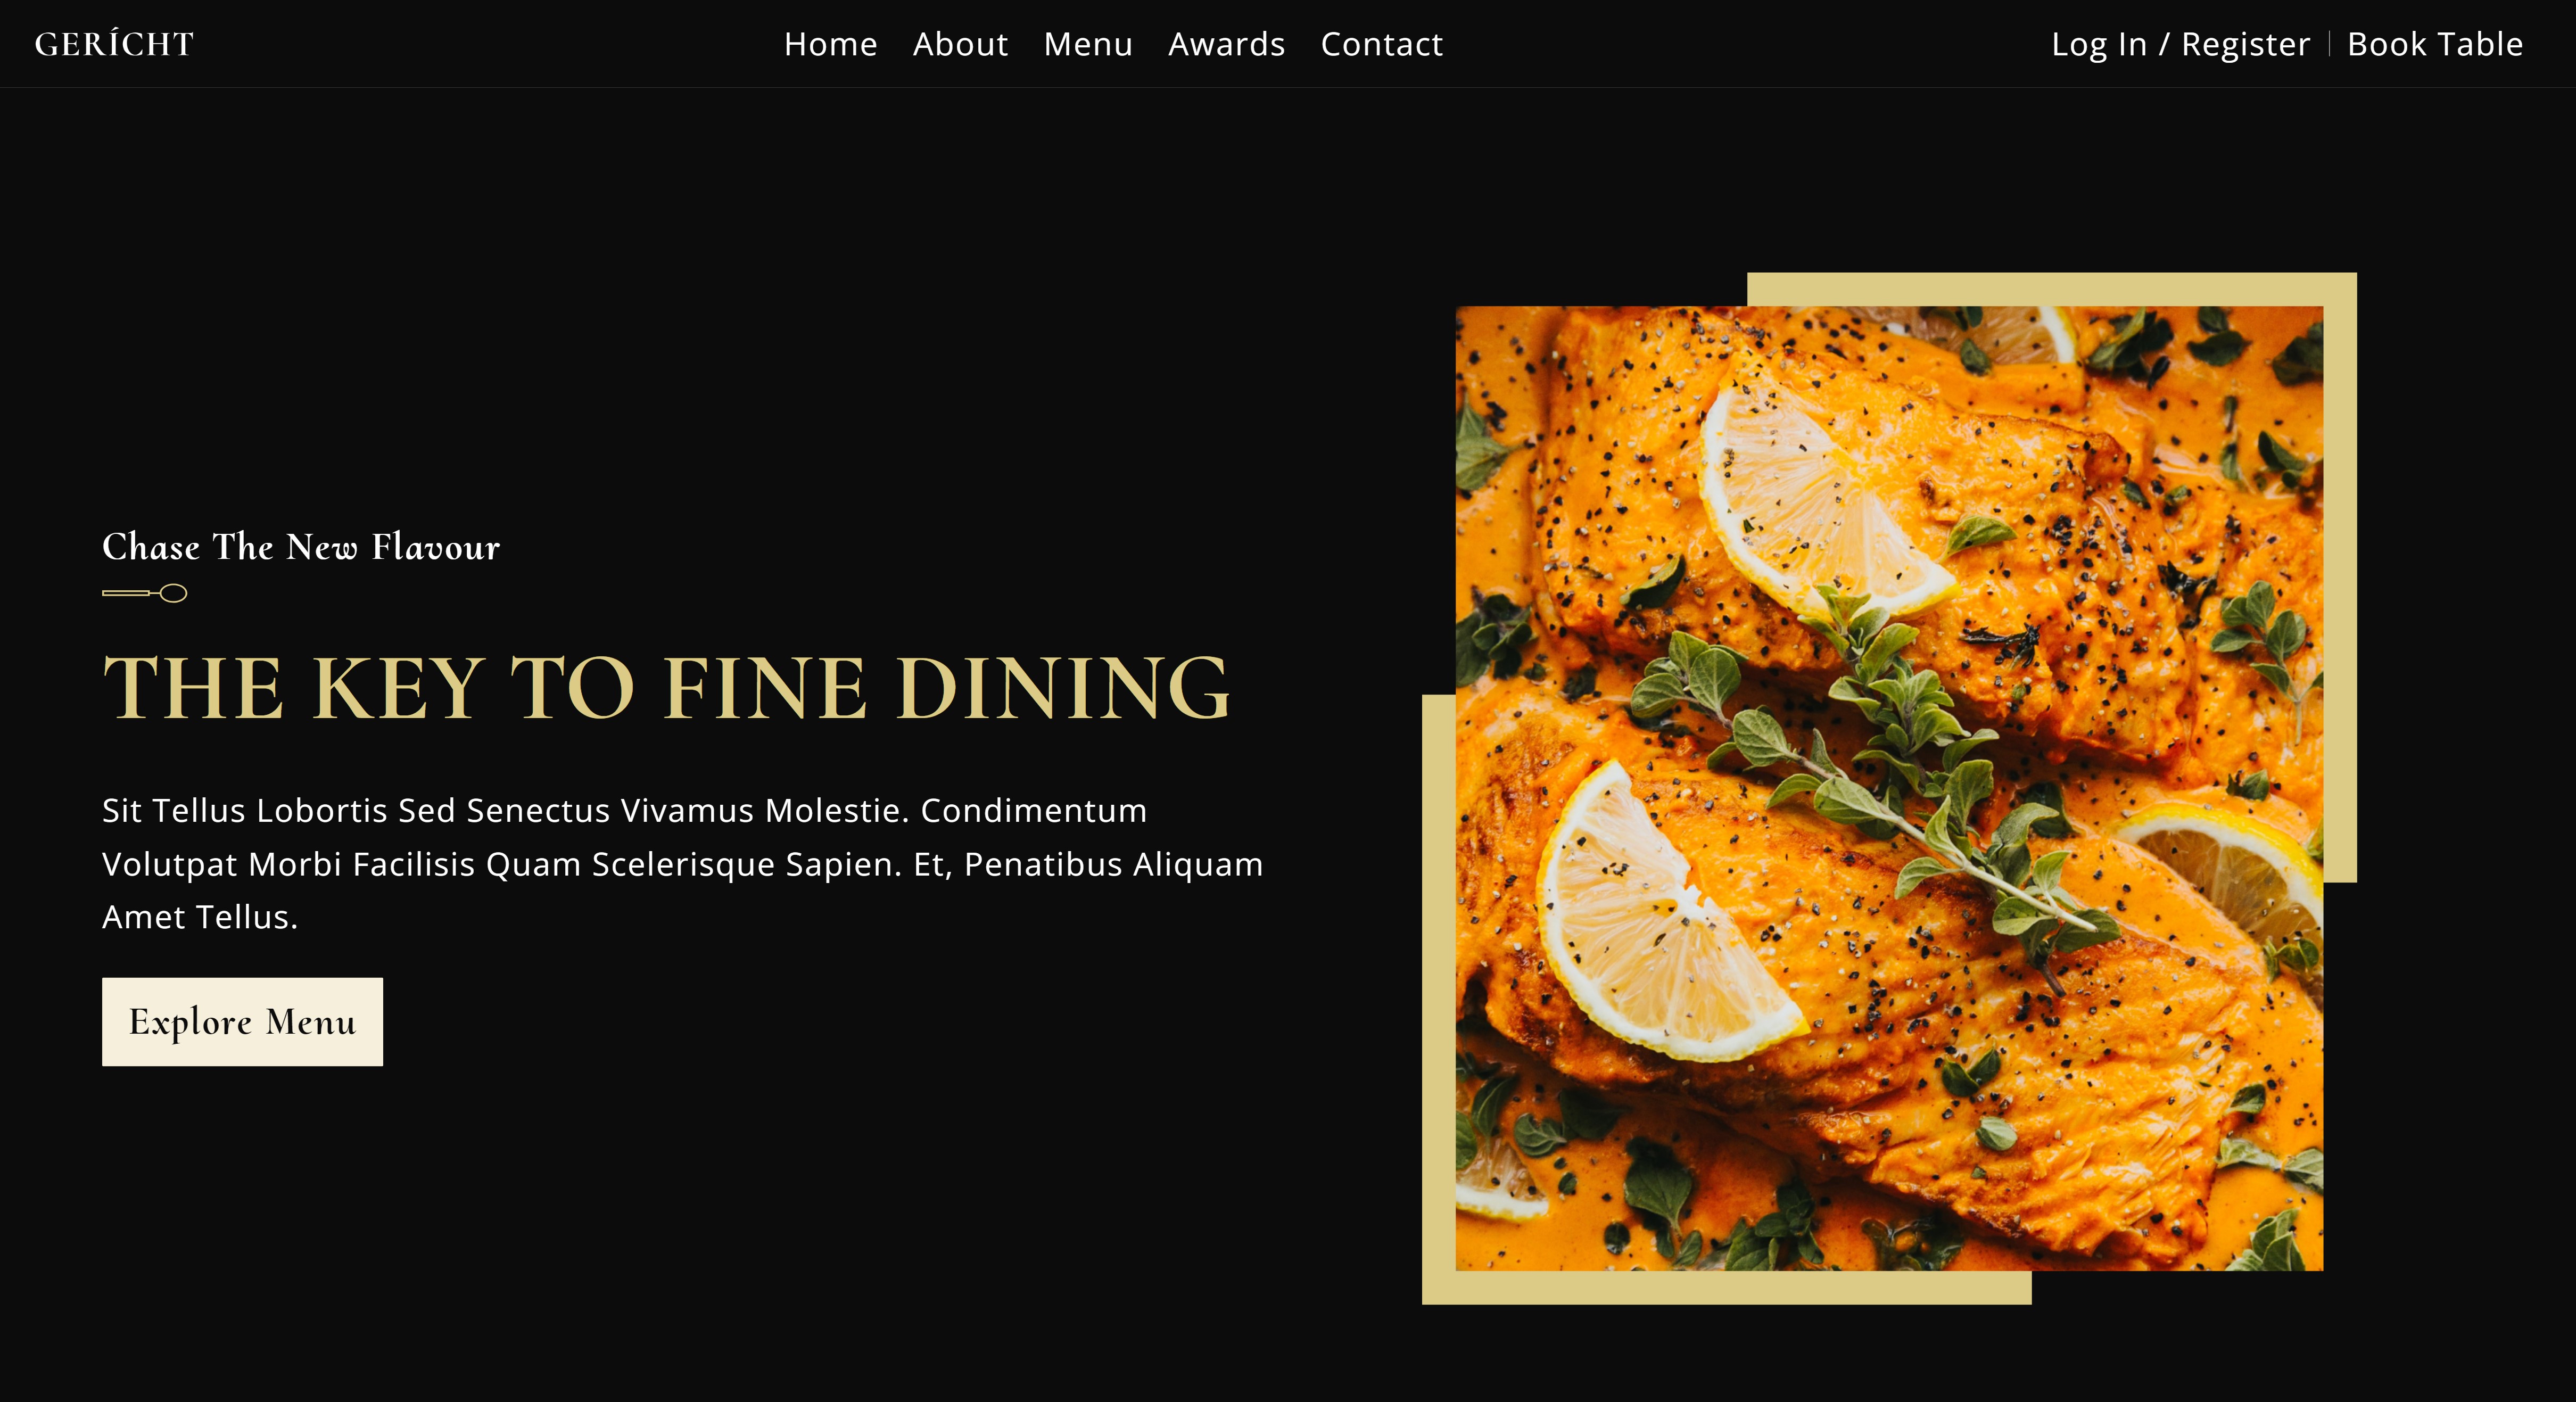 GERÍCHT
Home About Menu Awards Contact
Log In / Register Book Table
Chase The New Flavour
THE KEY TO FINE DINING
Sit Tellus Lobortis Sed Senectus Vivamus Molestie. Condimentum
Volutpat Morbi Facilisis Quam Scelerisque Sapien. Et, Penatibus Aliquam
Amet Tellus.
Explore Menu